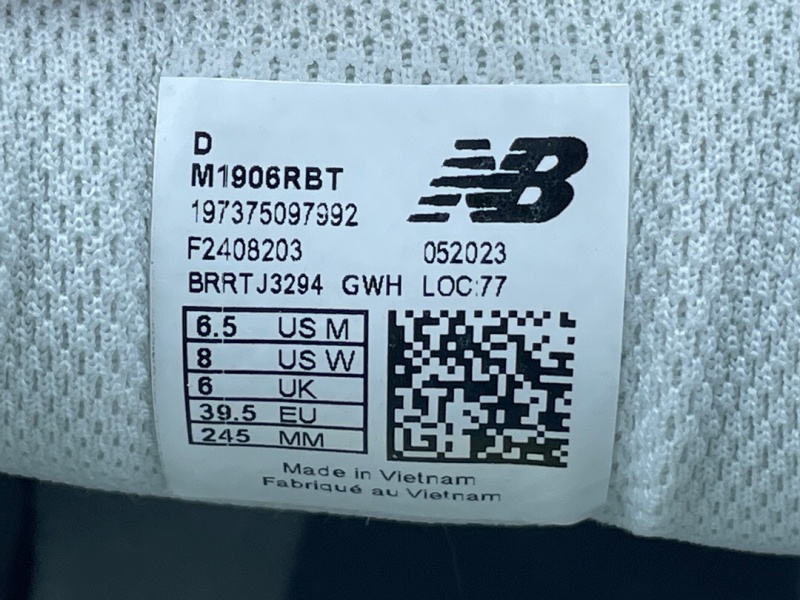 D
M1906RBT
197375097992
NB
F2408203 052023
BRRTJ3294 GWH LOC:77
6.5 US M
8 US W
6 UK
39.5 EU
245 MM
Made in Vietnam
Fabriqué au Vietnam